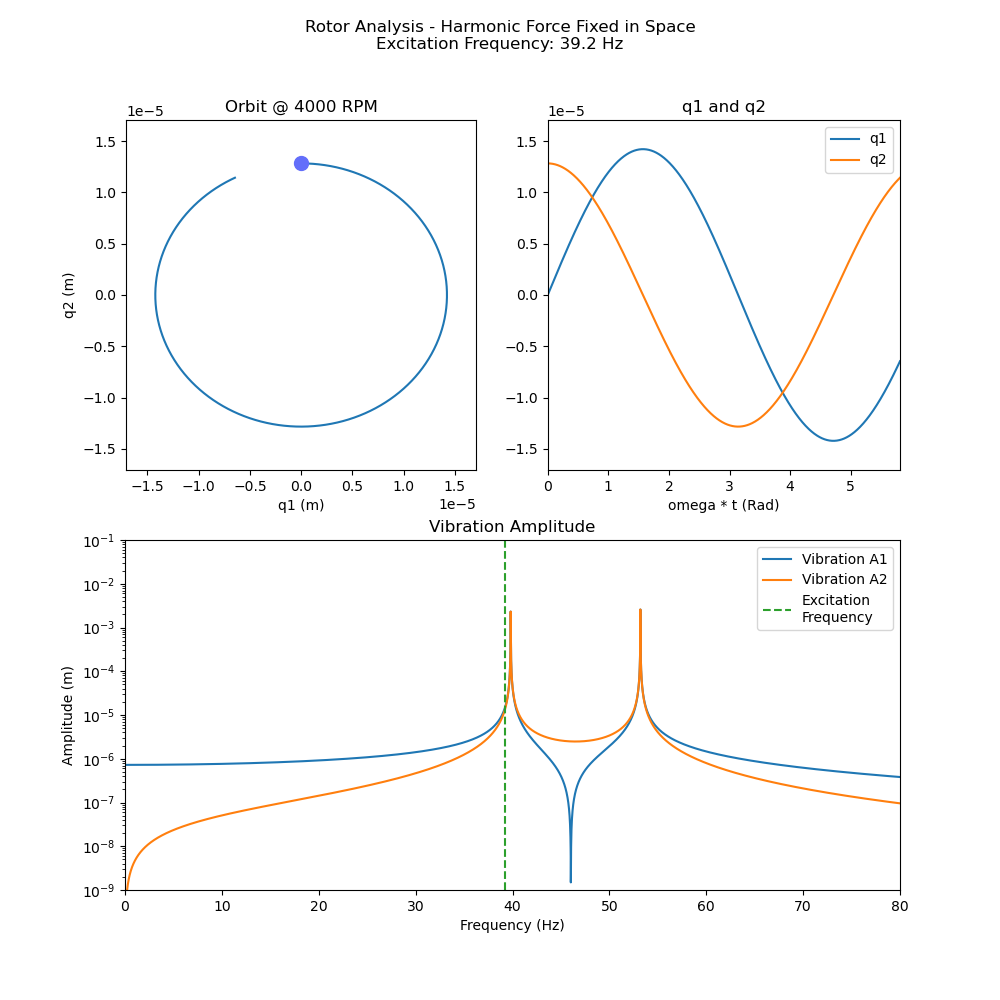 Rotor Analysis - Harmonic Force Fixed in Space
Excitation Frequency: 39.2 Hz
Orbit @ 4000 RPM
1e−5
1.5
1.0
0.5
0.0
−0.5
−1.0
−1.5
q2 (m)
−1.5 −1.0 −0.5 0.0 0.5 1.0 1.5
1e−5
q1 (m)
q1 and q2
1e−5
1.5
1.0
0.5
0.0
−0.5
−1.0
−1.5
q1
q2
0 1 2 3 4 5
omega * t (Rad)
Vibration Amplitude
10⁻¹
10⁻²
10⁻³
10⁻⁴
10⁻⁵
10⁻⁶
10⁻⁷
10⁻⁸
10⁻⁹
Amplitude (m)
Vibration A1
Vibration A2
Excitation
Frequency
0 10 20 30 40 50 60 70 80
Frequency (Hz)